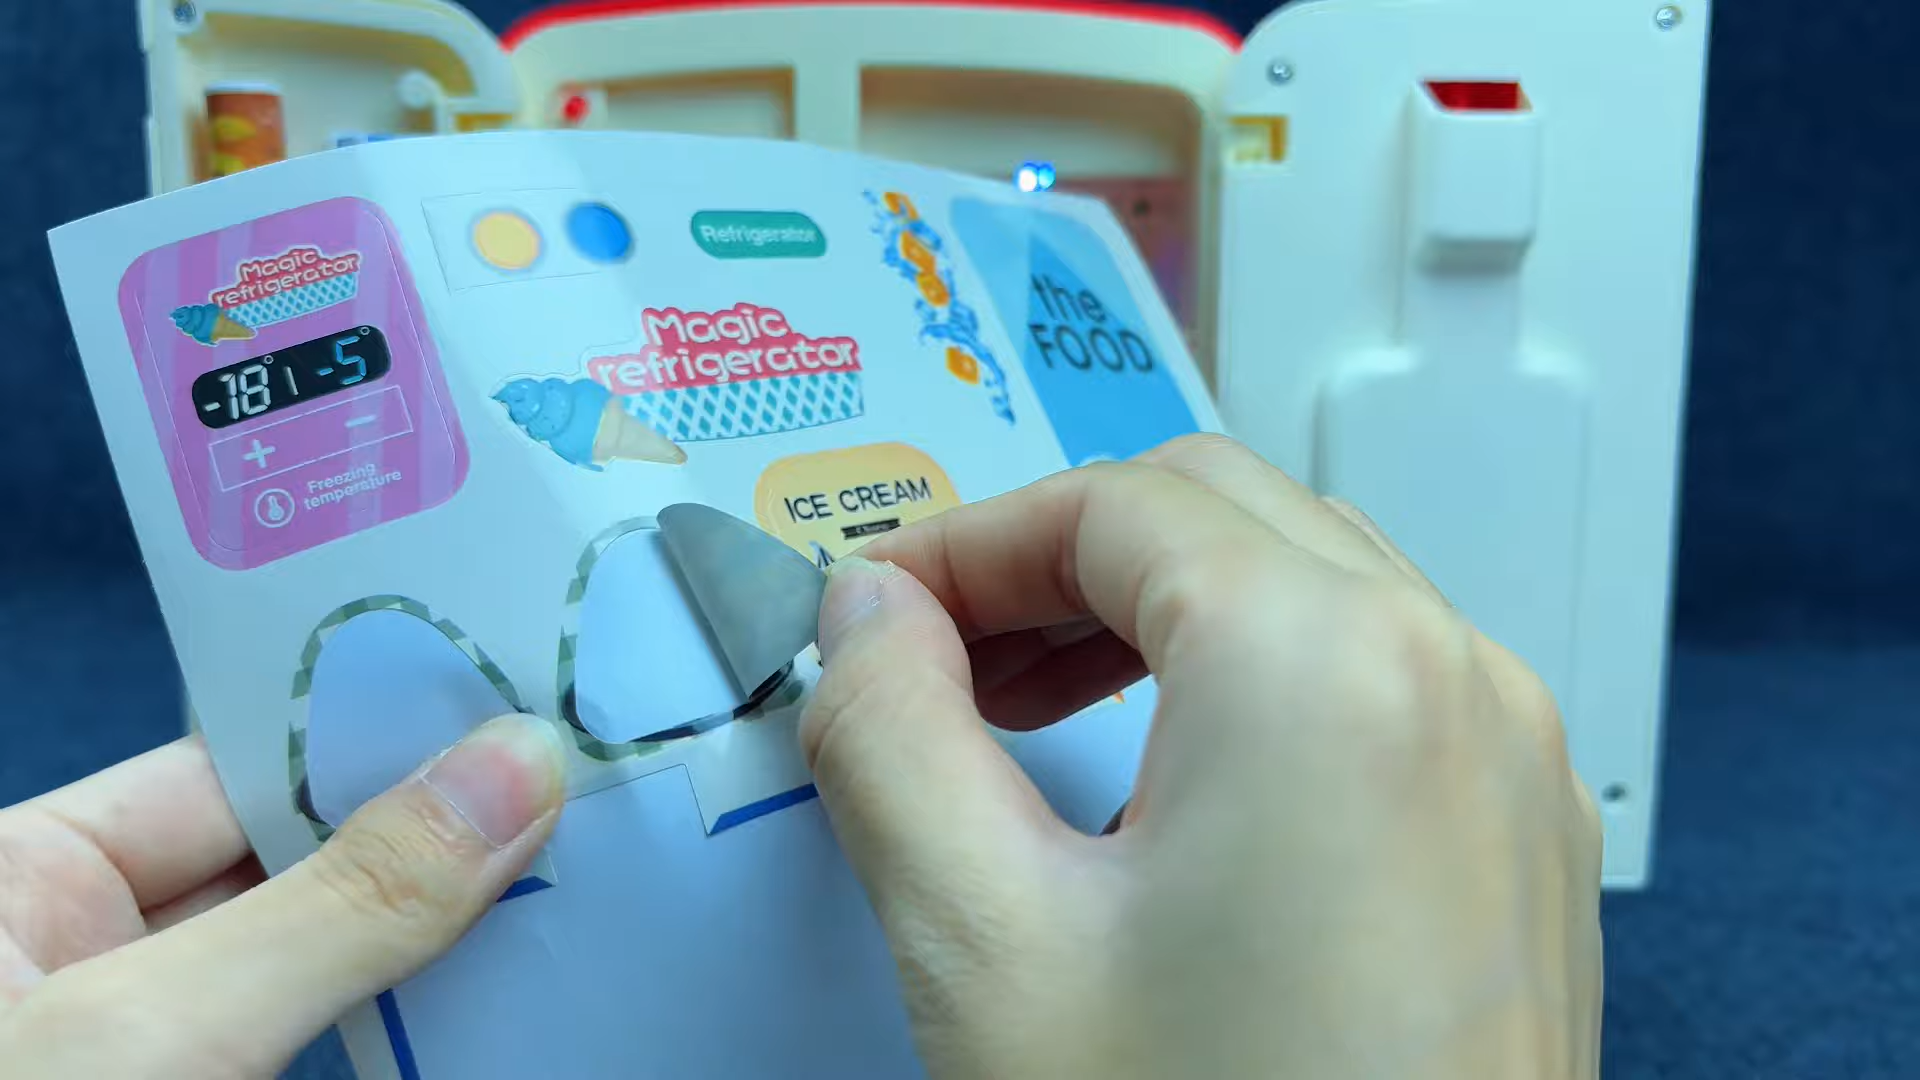 Magic
refrigerator
-18° | -5°
+ -
Freezing
temperature
Refrigerator
Magic
refrigerator
the
FOOD
ICE CREAM